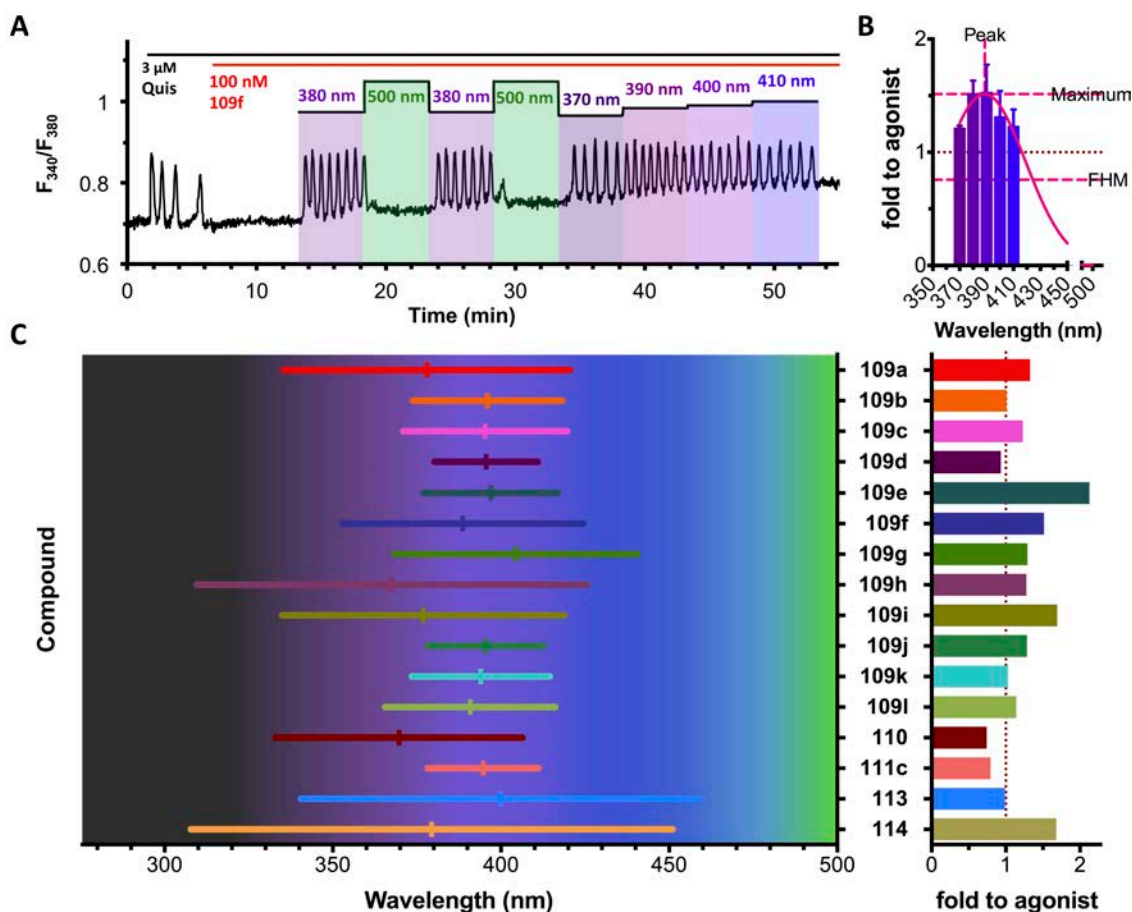 A
3 µM
Quis
100 nM
109f
380 nm
500 nm
380 nm
500 nm
370 nm
390 nm
400 nm
410 nm
F340/F380
1
0.8
0.6
0
10
20
30
40
50
Time (min)
B
Peak
Maximum
FHM
fold to agonist
2
1
0
350
370
390
410
430
450
500
Wavelength (nm)
C
Compound
109a
109b
109c
109d
109e
109f
109g
109h
109i
109j
109k
109l
110
111c
113
114
300
400
500
Wavelength (nm)
0
1
2
fold to agonist